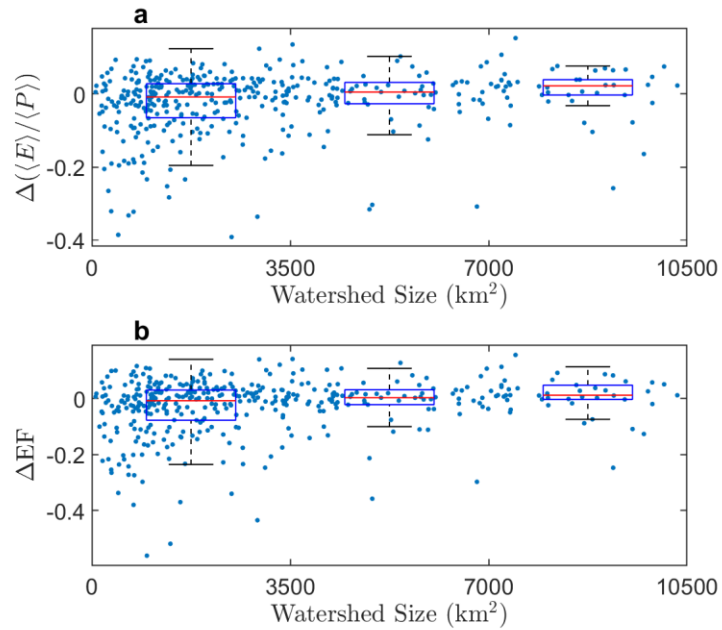 a
0
-0.2
-0.4
Δ(⟨E⟩/⟨P⟩)
0 3500 7000 10500
Watershed Size (km²)
b
0
-0.2
-0.4
ΔEF
0 3500 7000 10500
Watershed Size (km²)